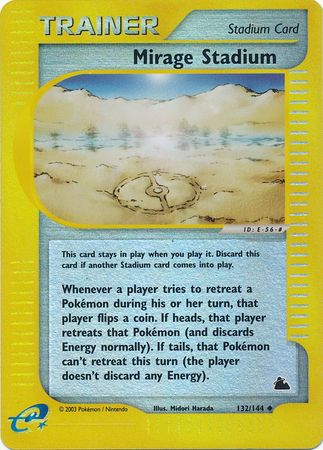 TRAINER
Stadium Card
Mirage Stadium
ID: E-56-#
This card stays in play when you play it. Discard this
card if another Stadium card comes into play.
Whenever a player tries to retreat a
Pokémon during his or her turn, that
player flips a coin. If heads, that player
retreats that Pokémon (and discards
Energy normally). If tails, that Pokémon
can't retreat this turn (the player
doesn't discard any Energy).
e
© 2003 Pokémon / Nintendo
Illus. Midori Harada
132/144